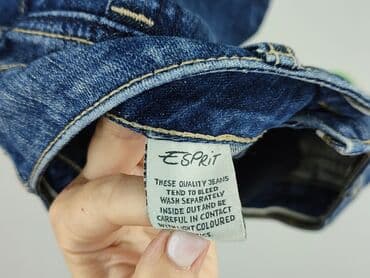 ESPRIT
THESE QUALITY JEANS
TEND TO BLEED
WASH SEPARATELY
INSIDE OUT AND BE
CAREFUL IN CONTACT
WITH LIGHT COLOURED